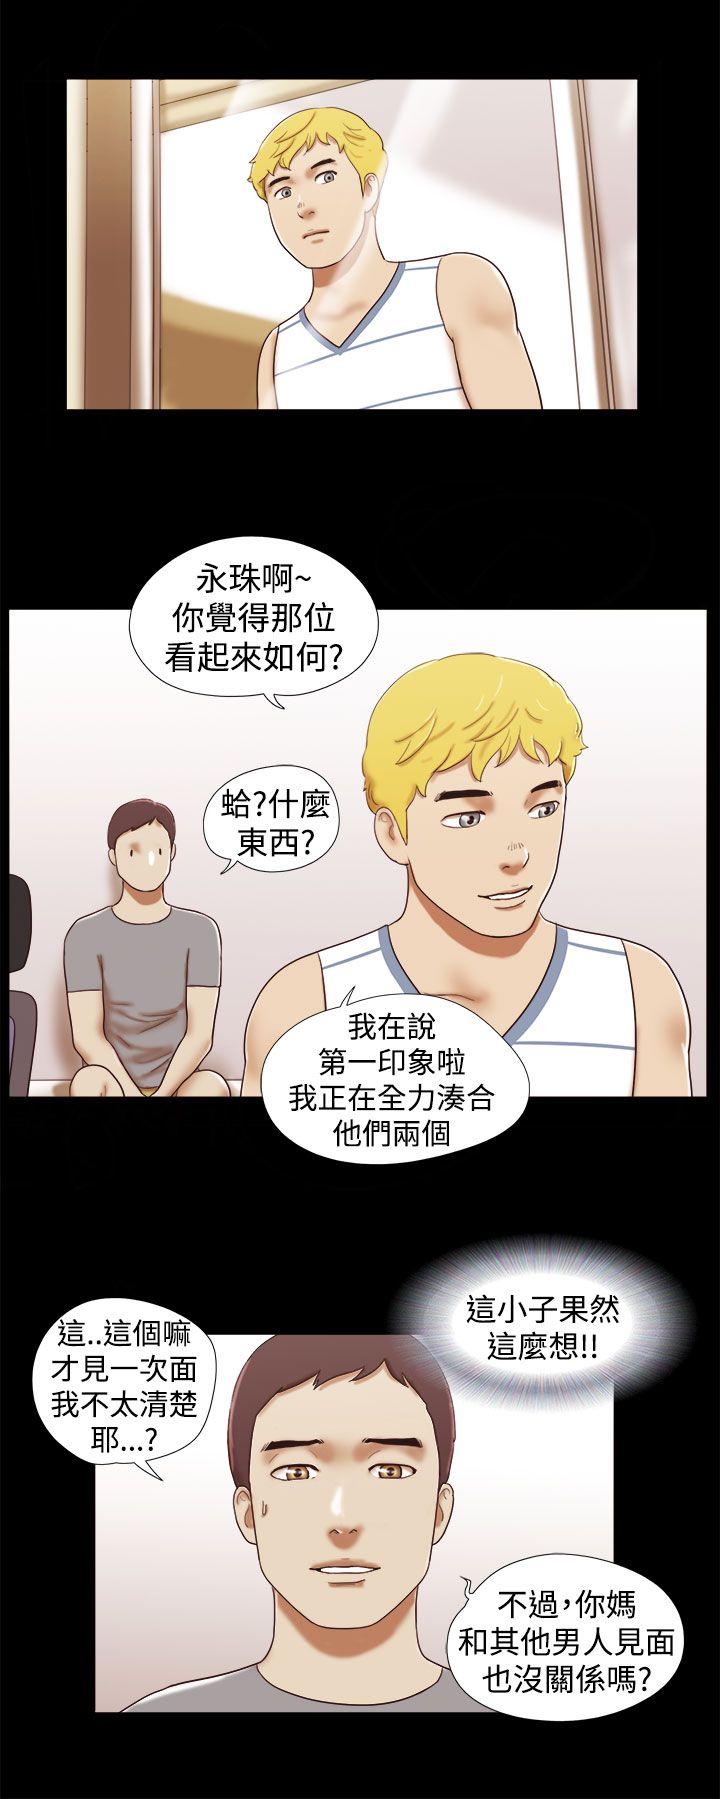 永珠啊~
你覺得那位
看起來如何?
蛤?什麼
東西?
我在說
第一印象啦
我正在全力湊合
他們兩個
這小子果然
這麼想!!
這..這個嘛
才見一次面
我不太清楚
耶...?
不過,你媽
和其他男人見面
也沒關係嗎?